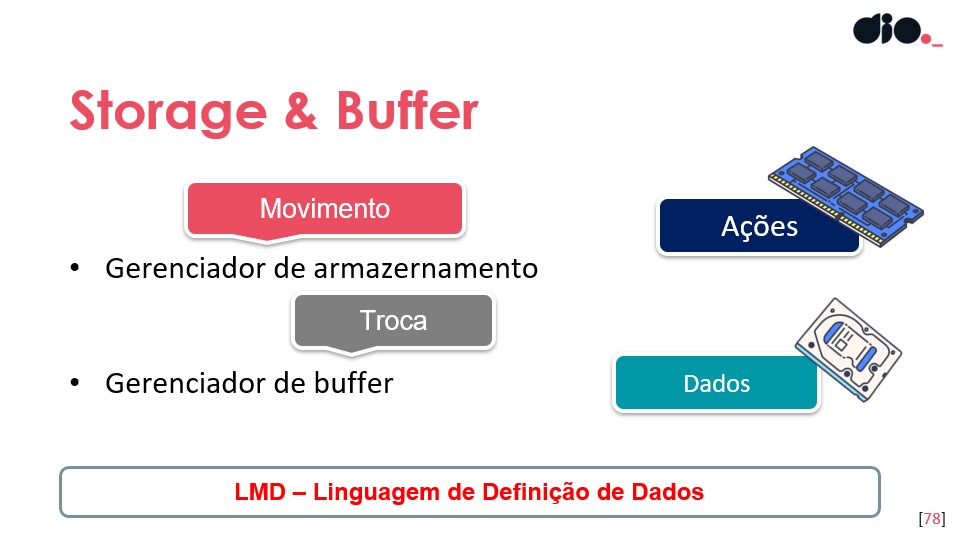 dio._
Storage & Buffer
Movimento
Ações
• Gerenciador de armazernamento
Troca
• Gerenciador de buffer
Dados
LMD – Linguagem de Definição de Dados
[78]